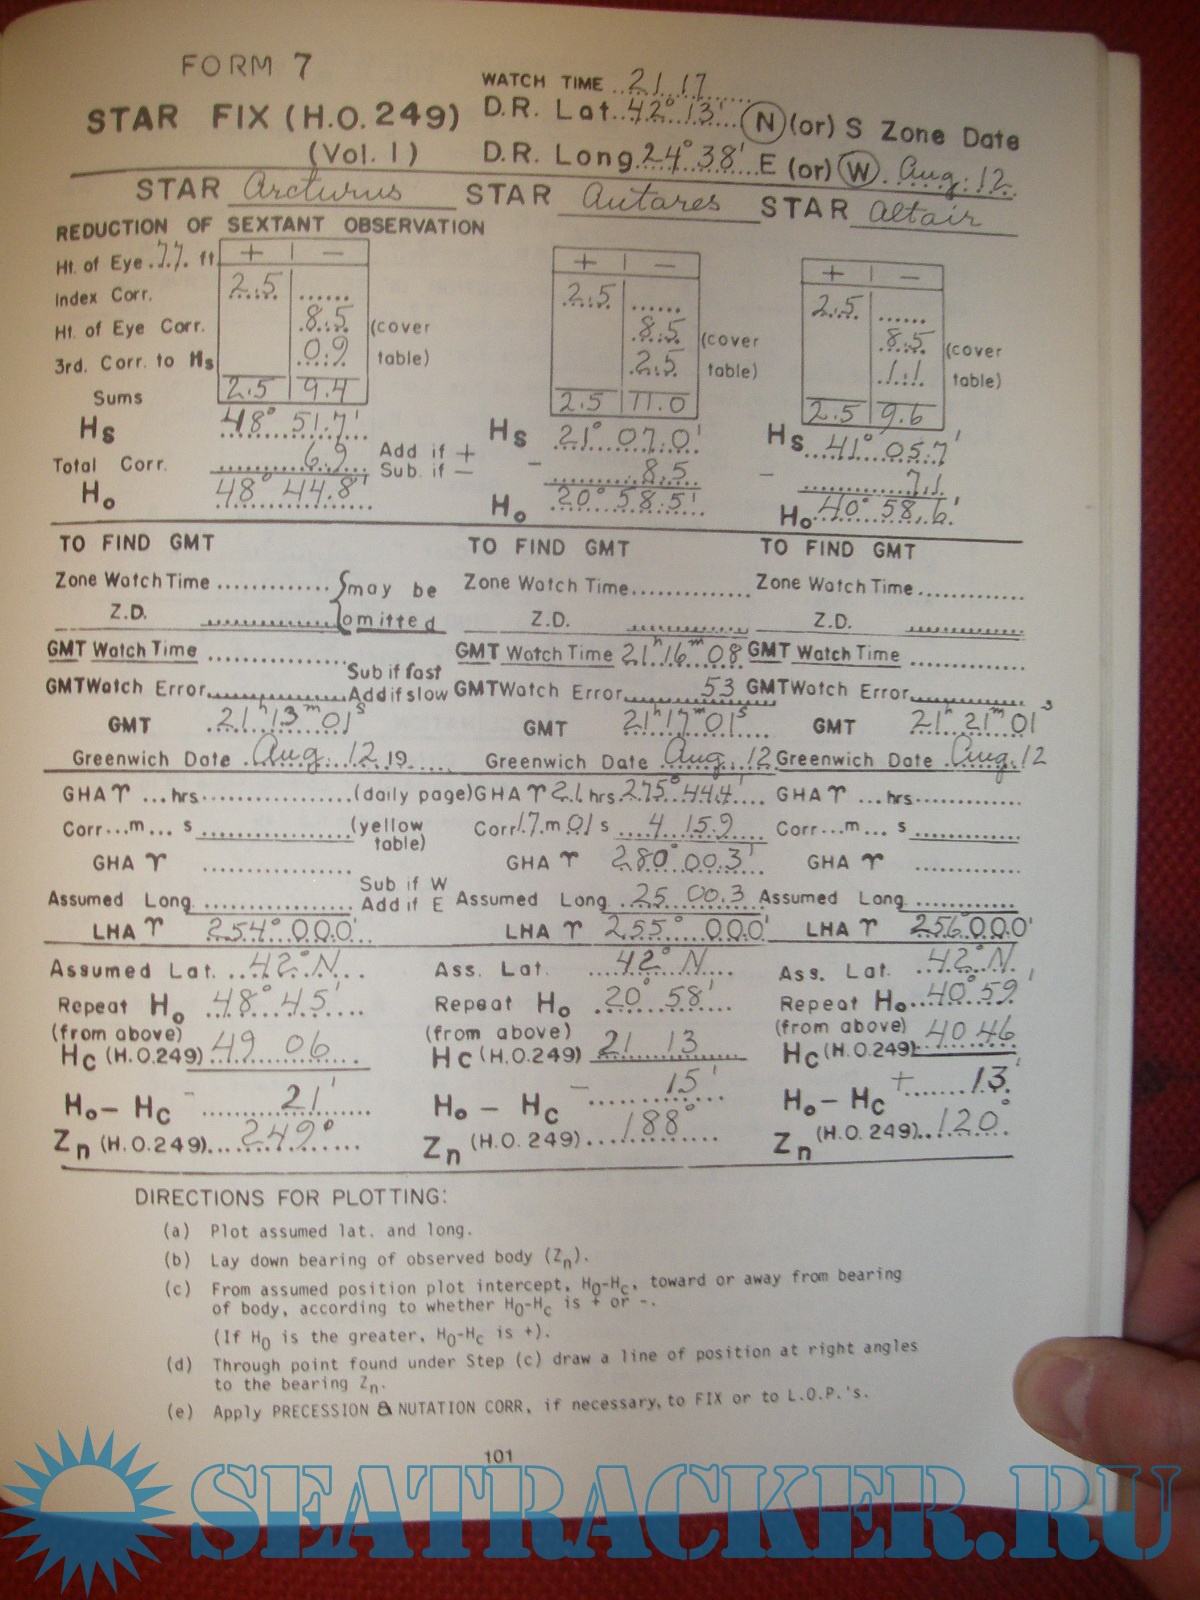 FORM 7
WATCH TIME ..21.17........
STAR FIX (H.O. 249) D.R. Lat..42° 13'...(N)(or) S Zone Date
(Vol. I) D.R. Long.24° 38'...E (or) (W). Aug. 12.
STAR Arcturus STAR Antares STAR Altair
REDUCTION OF SEXTANT OBSERVATION
Ht. of Eye .77. ft. + | - + | - + | -
Index Corr. 2.5 ...... 2.5 ...... 2.5 ......
Ht. of Eye Corr. 8.5 (cover 8.5 (cover 8.5 (cover
3rd. Corr. to Hs 0.9 table) 2.5 table) 1.1 table)
Sums 2.5 9.4 2.5 11.0 2.5 9.6
Hs 48° 51.7' Hs 21° 07.0' Hs 41° 05.7'
Total Corr. 6.9 Add if + Sub. if - - 8.5 - 7.1
Ho 48° 44.8' Ho 20° 58.5' Ho 40° 58.6'
TO FIND GMT TO FIND GMT TO FIND GMT
Zone Watch Time .............{may be Zone Watch Time............. Zone Watch Time.............
Z.D. ............. {omitted Z.D. ............. Z.D. .............
GMT Watch Time ............. GMT Watch Time 21h 16m 08 GMT Watch Time .............
Sub if fast
GMT Watch Error............. Add if slow GMT Watch Error.......53 GMT Watch Error.............
GMT 21h 13m 01s GMT 21h 17m 01s GMT 21h 21m 01s
Greenwich Date .Aug. 12 19..... Greenwich Date .Aug. 12 Greenwich Date .Aug. 12
GHA ♈ ...hrs...............(daily page) GHA ♈ 21 hrs. 275° 44.4' GHA ♈ ...hrs.............
Corr...m... s .............(yellow table) Corr 17.m 01 s 4 15.9 Corr...m... s .............
GHA ♈ ............. GHA ♈ 280° 00.3' GHA ♈ .............
Sub if W
Assumed Long. ............. Add if E Assumed Long. 25 00.3 Assumed Long. .............
LHA ♈ 254° 00.0' LHA ♈ 255° 00.0' LHA ♈ 256° 00.0'
Assumed Lat. ..42° N... Ass. Lat. 42° N Ass. Lat. 42° N
Repeat Ho 48° 45' Repeat Ho 20° 58' Repeat Ho 40° 59'
(from above) (from above) (from above)
Hc (H.O.249) 49 06 Hc (H.O.249) 21 13 Hc (H.O.249) 40 46
Ho - Hc - 21' Ho - Hc - 15' Ho - Hc + 13'
Zn (H.O.249)...249° Zn (H.O.249)...188° Zn (H.O.249)..120°
DIRECTIONS FOR PLOTTING:
(a) Plot assumed lat. and long.
(b) Lay down bearing of observed body (Zn).
(c) From assumed position plot intercept, HO-Hc, toward or away from bearing
of body, according to whether HO-Hc is + or -.
(If HO is the greater, HO-Hc is +).
(d) Through point found under Step (c) draw a line of position at right angles
to the bearing Zn.
(e) Apply PRECESSION & NUTATION CORR, if necessary, to FIX or to L.O.P.'s.
101
SEATRACKER.RU